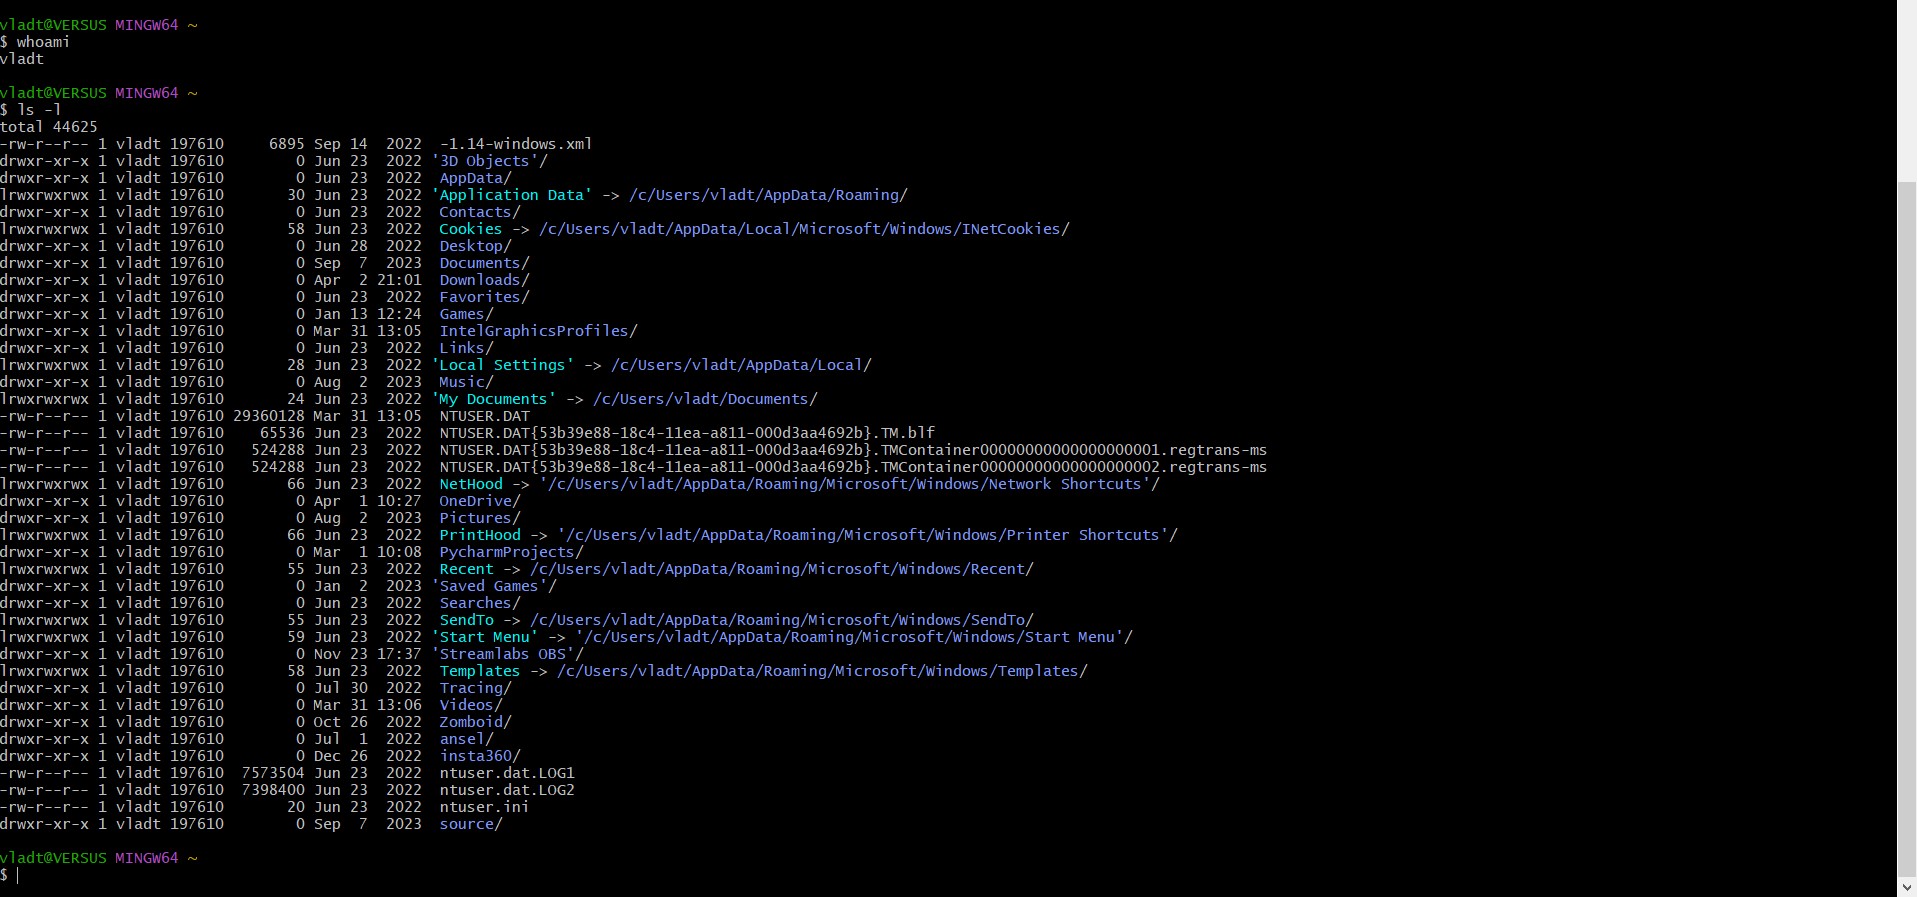 vladt@VERSUS MINGW64 ~
$ whoami
vladt

vladt@VERSUS MINGW64 ~
$ ls -l
total 44625
-rw-r--r-- 1 vladt 197610     6895 Sep 14  2022  -1.14-windows.xml
drwxr-xr-x 1 vladt 197610        0 Jun 23  2022 '3D Objects'/
drwxr-xr-x 1 vladt 197610        0 Jun 23  2022  AppData/
lrwxrwxrwx 1 vladt 197610       30 Jun 23  2022 'Application Data' -> /c/Users/vladt/AppData/Roaming/
drwxr-xr-x 1 vladt 197610        0 Jun 23  2022  Contacts/
lrwxrwxrwx 1 vladt 197610       58 Jun 23  2022  Cookies -> /c/Users/vladt/AppData/Local/Microsoft/Windows/INetCookies/
drwxr-xr-x 1 vladt 197610        0 Jun 28  2022  Desktop/
drwxr-xr-x 1 vladt 197610        0 Sep  7  2023  Documents/
drwxr-xr-x 1 vladt 197610        0 Apr  2 21:01  Downloads/
drwxr-xr-x 1 vladt 197610        0 Jun 23  2022  Favorites/
drwxr-xr-x 1 vladt 197610        0 Jan 13 12:24  Games/
drwxr-xr-x 1 vladt 197610        0 Mar 31 13:05  IntelGraphicsProfiles/
drwxr-xr-x 1 vladt 197610        0 Jun 23  2022  Links/
lrwxrwxrwx 1 vladt 197610       28 Jun 23  2022 'Local Settings' -> /c/Users/vladt/AppData/Local/
drwxr-xr-x 1 vladt 197610        0 Aug  2  2023  Music/
lrwxrwxrwx 1 vladt 197610       24 Jun 23  2022 'My Documents' -> /c/Users/vladt/Documents/
-rw-r--r-- 1 vladt 197610 29360128 Mar 31 13:05  NTUSER.DAT
-rw-r--r-- 1 vladt 197610    65536 Jun 23  2022  NTUSER.DAT{53b39e88-18c4-11ea-a811-000d3aa4692b}.TM.blf
-rw-r--r-- 1 vladt 197610   524288 Jun 23  2022  NTUSER.DAT{53b39e88-18c4-11ea-a811-000d3aa4692b}.TMContainer00000000000000000001.regtrans-ms
-rw-r--r-- 1 vladt 197610   524288 Jun 23  2022  NTUSER.DAT{53b39e88-18c4-11ea-a811-000d3aa4692b}.TMContainer00000000000000000002.regtrans-ms
lrwxrwxrwx 1 vladt 197610       66 Jun 23  2022  NetHood -> '/c/Users/vladt/AppData/Roaming/Microsoft/Windows/Network Shortcuts'/
drwxr-xr-x 1 vladt 197610        0 Apr  1 10:27  OneDrive/
drwxr-xr-x 1 vladt 197610        0 Aug  2  2023  Pictures/
lrwxrwxrwx 1 vladt 197610       66 Jun 23  2022  PrintHood -> '/c/Users/vladt/AppData/Roaming/Microsoft/Windows/Printer Shortcuts'/
drwxr-xr-x 1 vladt 197610        0 Mar  1 10:08  PycharmProjects/
lrwxrwxrwx 1 vladt 197610       55 Jun 23  2022  Recent -> /c/Users/vladt/AppData/Roaming/Microsoft/Windows/Recent/
drwxr-xr-x 1 vladt 197610        0 Jan  2  2023 'Saved Games'/
drwxr-xr-x 1 vladt 197610        0 Jun 23  2022  Searches/
lrwxrwxrwx 1 vladt 197610       55 Jun 23  2022  SendTo -> /c/Users/vladt/AppData/Roaming/Microsoft/Windows/SendTo/
lrwxrwxrwx 1 vladt 197610       59 Jun 23  2022 'Start Menu' -> '/c/Users/vladt/AppData/Roaming/Microsoft/Windows/Start Menu'/
drwxr-xr-x 1 vladt 197610        0 Nov 23 17:37 'Streamlabs OBS'/
lrwxrwxrwx 1 vladt 197610       58 Jun 23  2022  Templates -> /c/Users/vladt/AppData/Roaming/Microsoft/Windows/Templates/
drwxr-xr-x 1 vladt 197610        0 Jul 30  2022  Tracing/
drwxr-xr-x 1 vladt 197610        0 Mar 31 13:06  Videos/
drwxr-xr-x 1 vladt 197610        0 Oct 26  2022  Zomboid/
drwxr-xr-x 1 vladt 197610        0 Jul  1  2022  ansel/
drwxr-xr-x 1 vladt 197610        0 Dec 26  2022  insta360/
-rw-r--r-- 1 vladt 197610  7573504 Jun 23  2022  ntuser.dat.LOG1
-rw-r--r-- 1 vladt 197610  7398400 Jun 23  2022  ntuser.dat.LOG2
-rw-r--r-- 1 vladt 197610       20 Jun 23  2022  ntuser.ini
drwxr-xr-x 1 vladt 197610        0 Sep  7  2023  source/

vladt@VERSUS MINGW64 ~
$